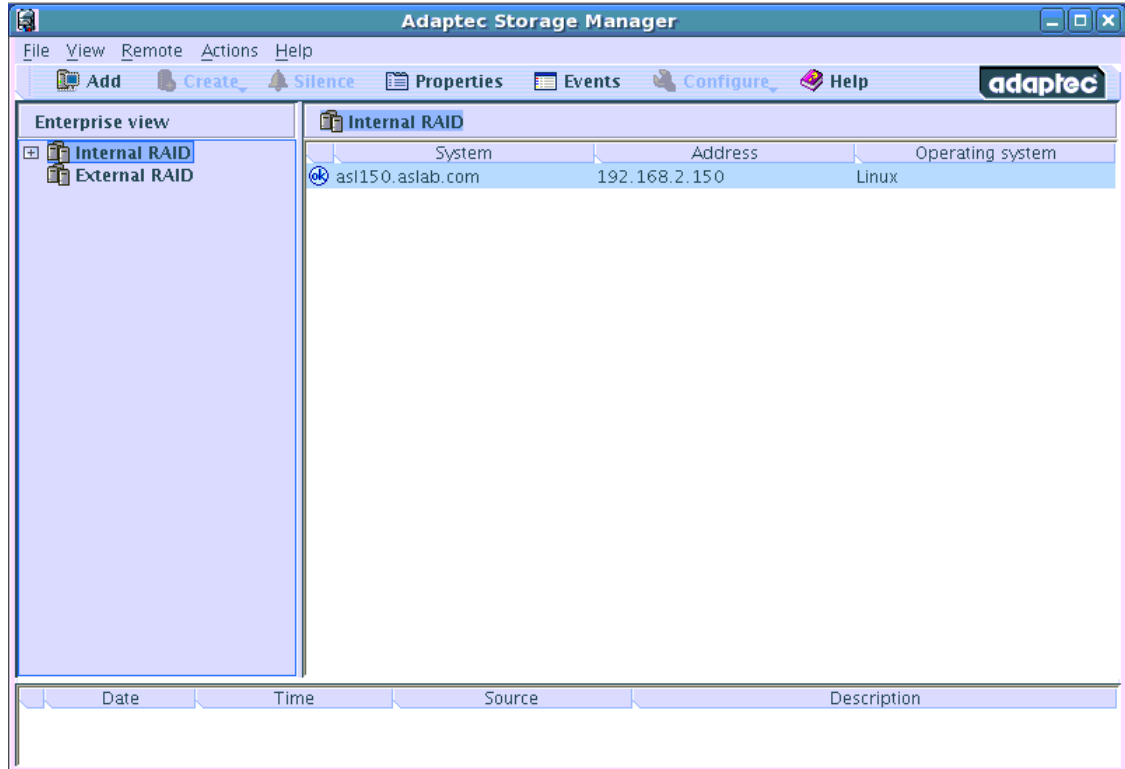 Adaptec Storage Manager
File View Remote Actions Help
Add Create Silence Properties Events Configure Help adaptec
Enterprise view
Internal RAID
External RAID
Internal RAID
System Address Operating system
ok asl150.aslab.com 192.168.2.150 Linux
Date Time Source Description